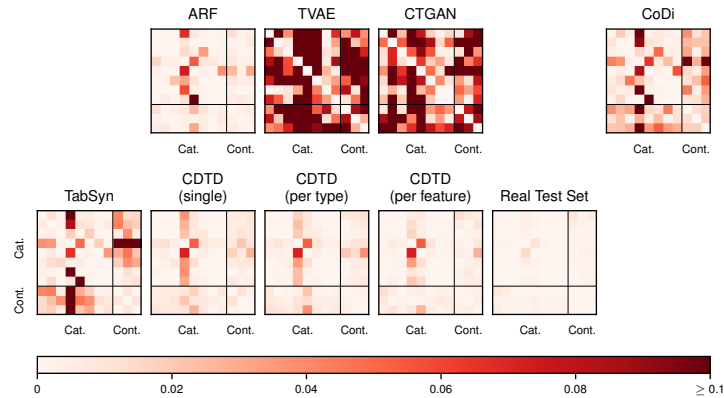 ARF TVAE CTGAN CoDi
Cat. Cont. Cat. Cont. Cat. Cont. Cat. Cont.
TabSyn CDTD (single) CDTD (per type) CDTD (per feature) Real Test Set
Cat.
Cont.
Cat. Cont. Cat. Cont. Cat. Cont. Cat. Cont. Cat. Cont.
0 0.02 0.04 0.06 0.08 ≥ 0.1